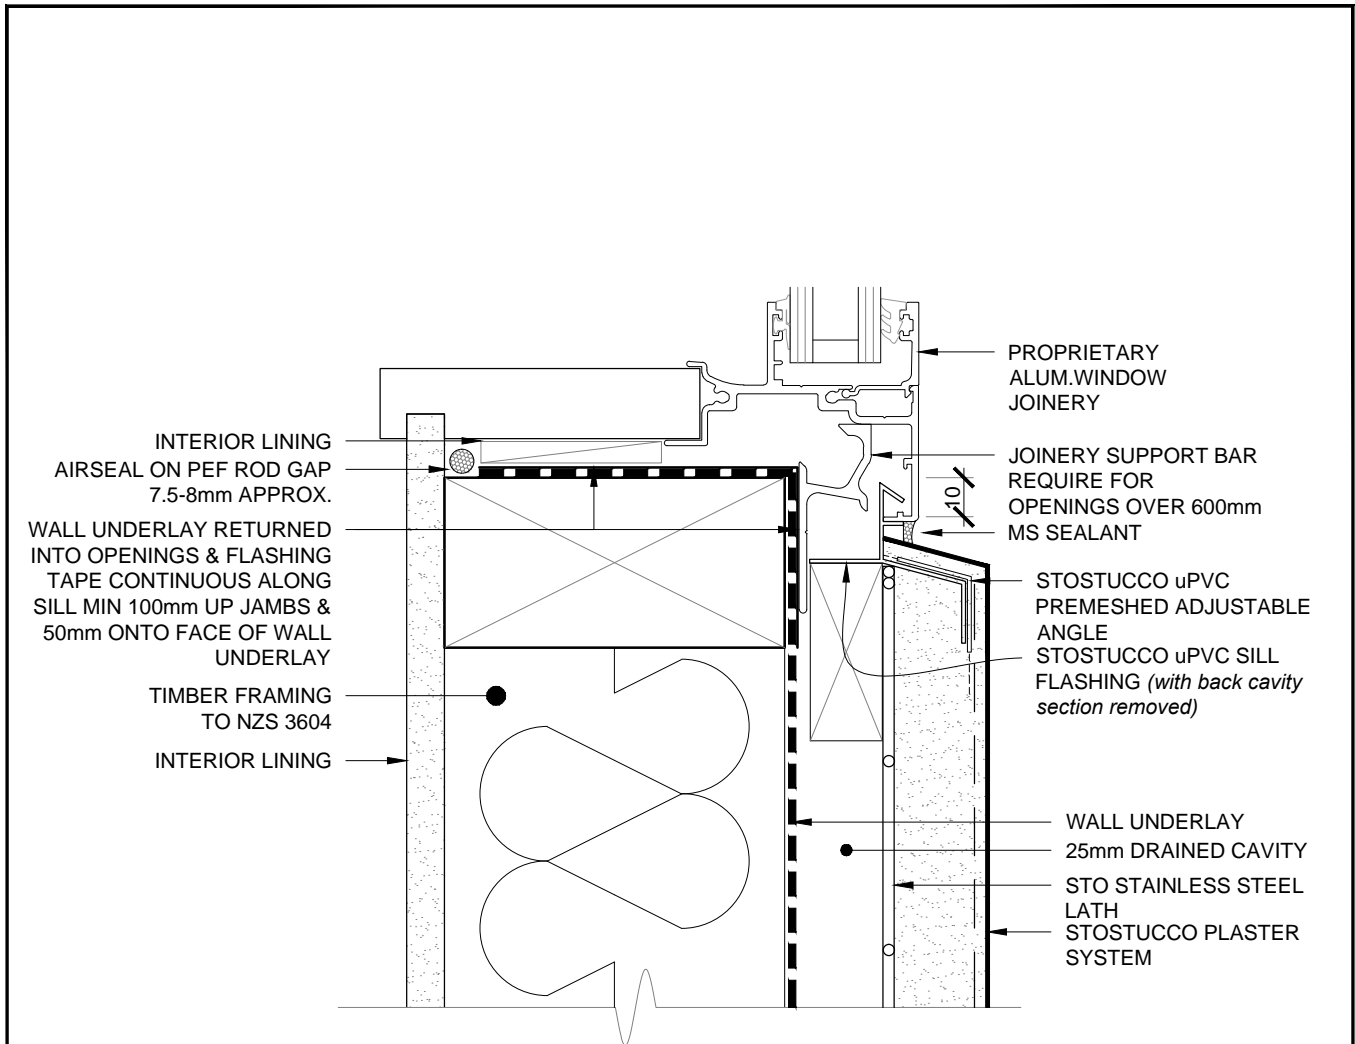 INTERIOR LINING
AIRSEAL ON PEF ROD GAP
7.5-8mm APPROX.
WALL UNDERLAY RETURNED
INTO OPENINGS & FLASHING
TAPE CONTINUOUS ALONG
SILL MIN 100mm UP JAMBS &
50mm ONTO FACE OF WALL
UNDERLAY
TIMBER FRAMING
TO NZS 3604
INTERIOR LINING
PROPRIETARY
ALUM.WINDOW
JOINERY
JOINERY SUPPORT BAR
REQUIRE FOR
OPENINGS OVER 600mm
10
MS SEALANT
STOSTUCCO uPVC
PREMESHED ADJUSTABLE
ANGLE
STOSTUCCO uPVC SILL
FLASHING (with back cavity
section removed)
WALL UNDERLAY
25mm DRAINED CAVITY
STO STAINLESS STEEL
LATH
STOSTUCCO PLASTER
SYSTEM